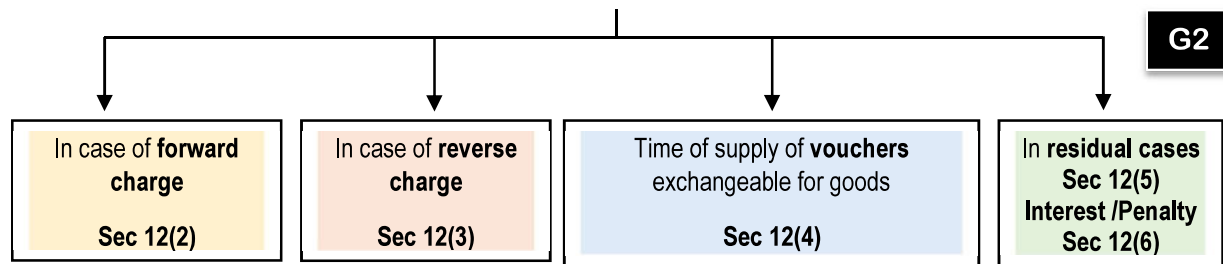 G2
In case of forward
charge
Sec 12(2)
In case of reverse
charge
Sec 12(3)
Time of supply of vouchers
exchangeable for goods
Sec 12(4)
In residual cases
Sec 12(5)
Interest /Penalty
Sec 12(6)